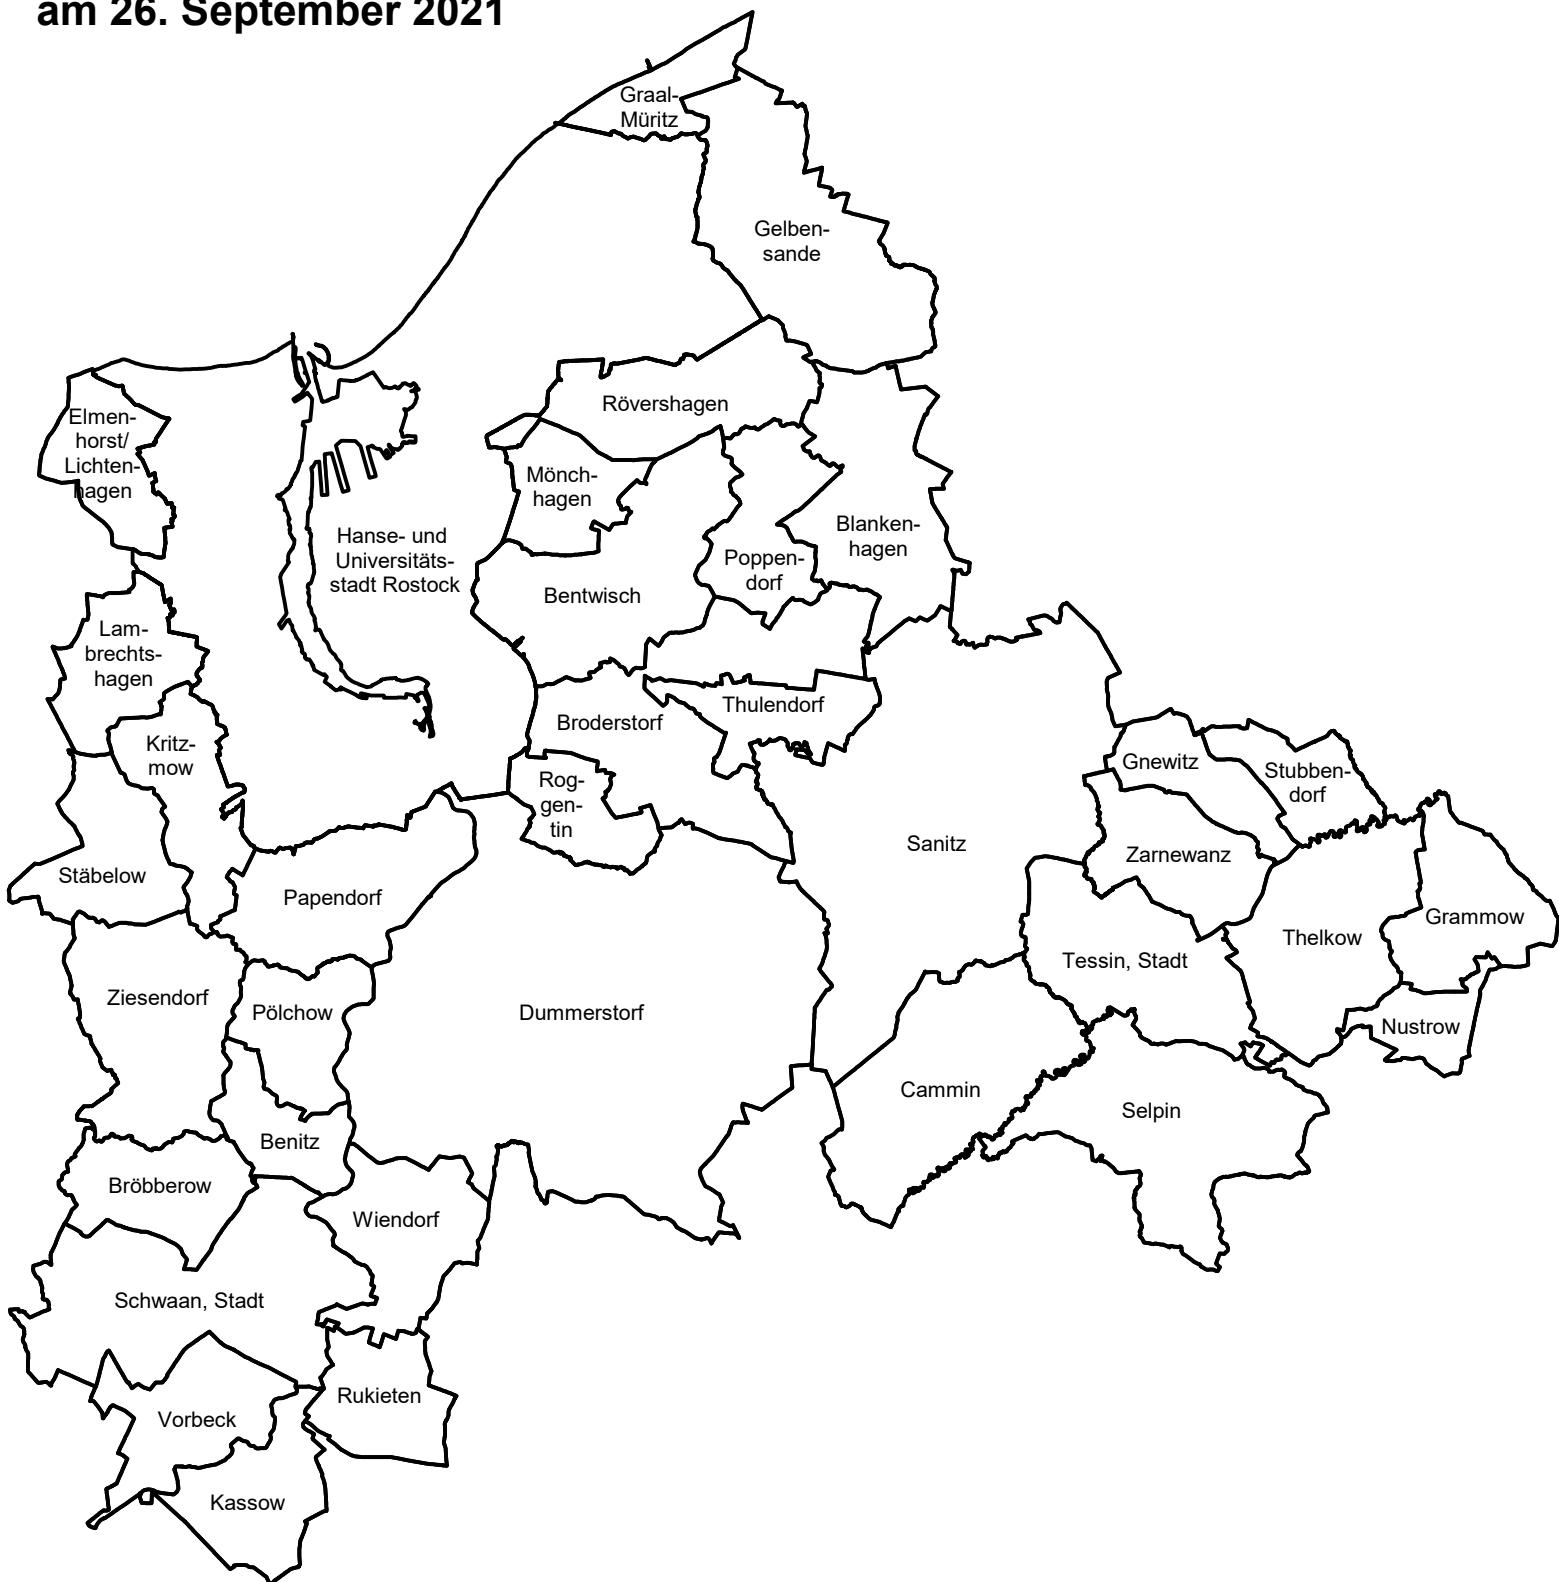 am 26. September 2021
Graal-
Müritz
Gelben-
sande
Rövershagen
Elmen-
horst/
Lichten-
hagen
Mönch-
hagen
Hanse- und
Universitäts-
stadt Rostock
Blanken-
hagen
Poppen-
dorf
Bentwisch
Lam-
brechts-
hagen
Thulendorf
Broderstorf
Kritz-
mow
Gnewitz
Stubben-
dorf
Rog-
gen-
tin
Sanitz
Zarnewanz
Stäbelow
Papendorf
Grammow
Thelkow
Tessin, Stadt
Ziesendorf
Pölchow
Dummerstorf
Nustrow
Cammin
Selpin
Benitz
Bröbberow
Wiendorf
Schwaan, Stadt
Rukieten
Vorbeck
Kassow